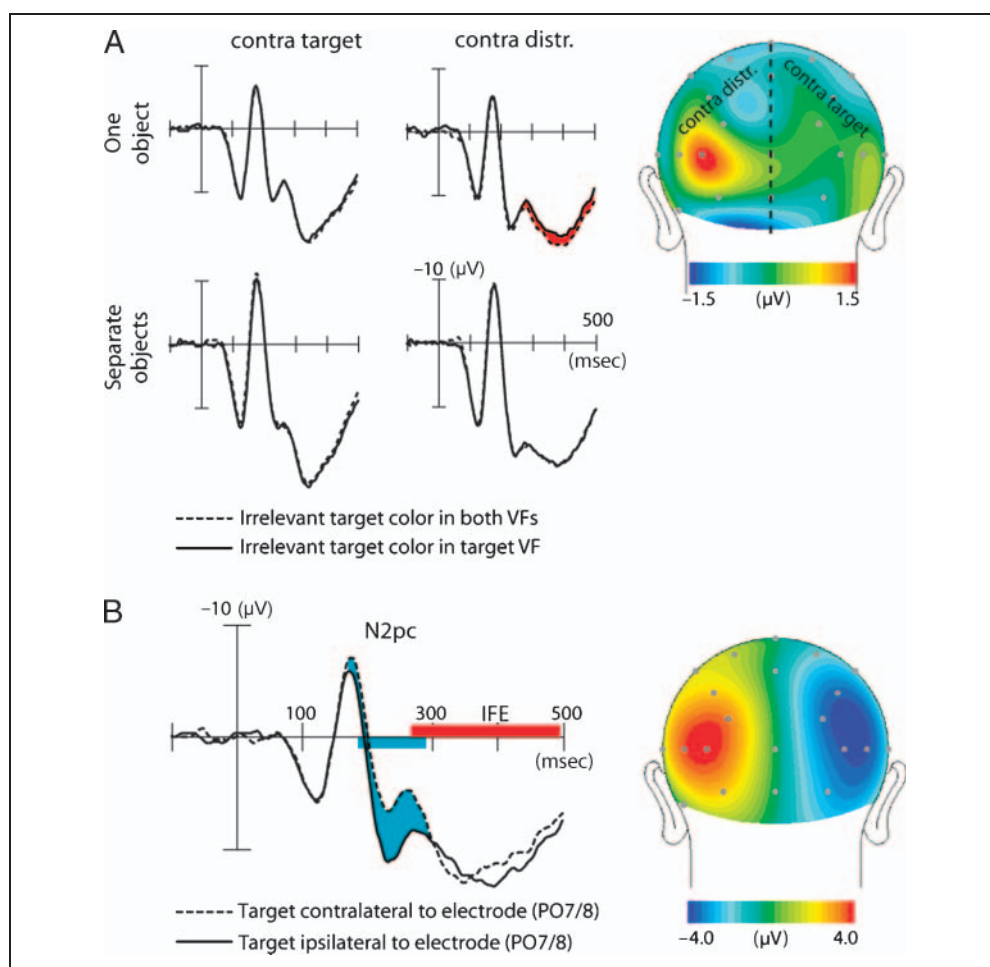 A
contra target
contra distr.
One
object
contra distr.
contra target
−1.5 (μV) 1.5
−10 (μV)
500
(msec)
Separate
objects
Irrelevant target color in both VFs
Irrelevant target color in target VF
B
−10 (μV)
N2pc
100
300
IFE
500
(msec)
Target contralateral to electrode (PO7/8)
Target ipsilateral to electrode (PO7/8)
−4.0 (μV) 4.0